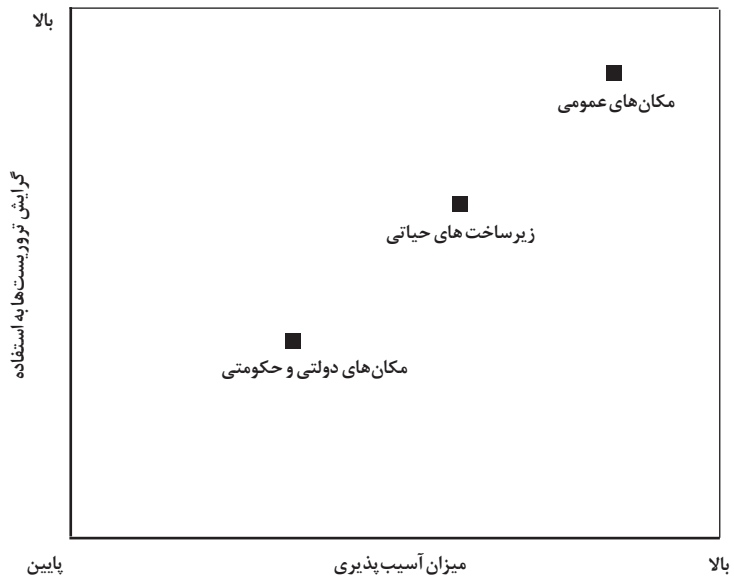 بالا
مکان‌های عمومی
زیرساخت های حیاتی
گرایش تروریست‌ها به استفاده
مکان‌های دولتی و حکومتی
پایین
میزان آسیب‌پذیری
بالا